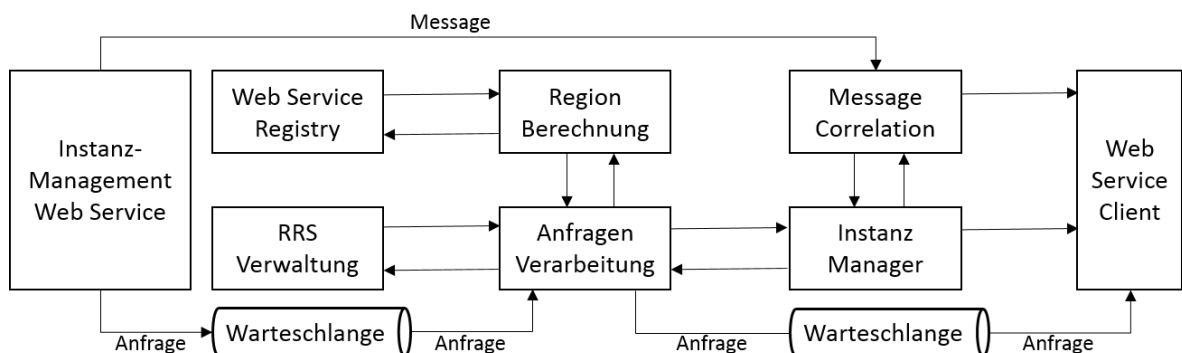 Message
Instanz-
Management
Web Service
Web Service
Registry
Region
Berechnung
Message
Correlation
Web
Service
Client
RRS
Verwaltung
Anfragen
Verarbeitung
Instanz
Manager
Anfrage
Warteschlange
Anfrage
Anfrage
Warteschlange
Anfrage